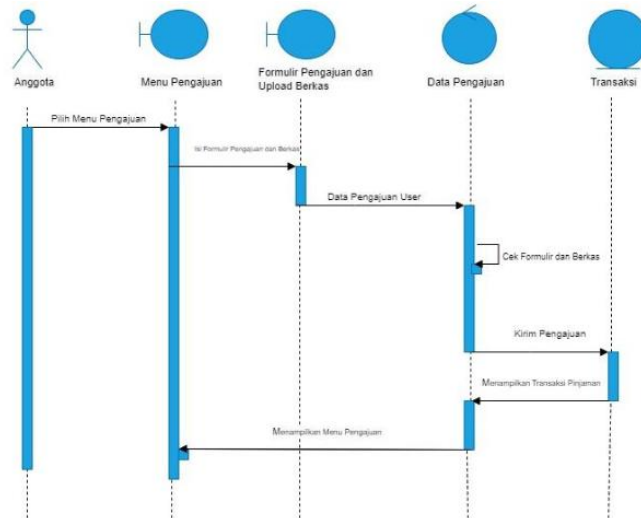 Anggota
Menu Pengajuan
Formulir Pengajuan dan
Upload Berkas
Data Pengajuan
Transaksi
Pilih Menu Pengajuan
Isi Formulir Pengajuan dan Berkas
Data Pengajuan User
Cek Formulir dan Berkas
Kirim Pengajuan
Menampilkan Transaksi Pinjaman
Menampilkan Menu Pengajuan